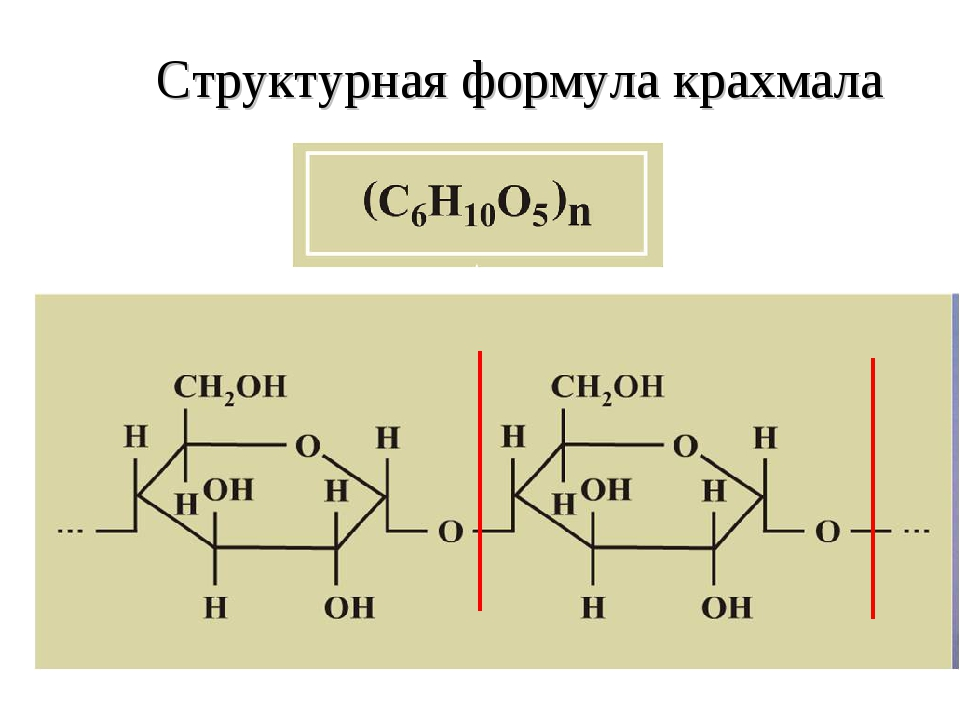 Структурная формула крахмала
(C₆H₁₀O₅)n
CH₂OH CH₂OH
H O H H O H
H OH H H OH H
... O O ...
H OH H OH